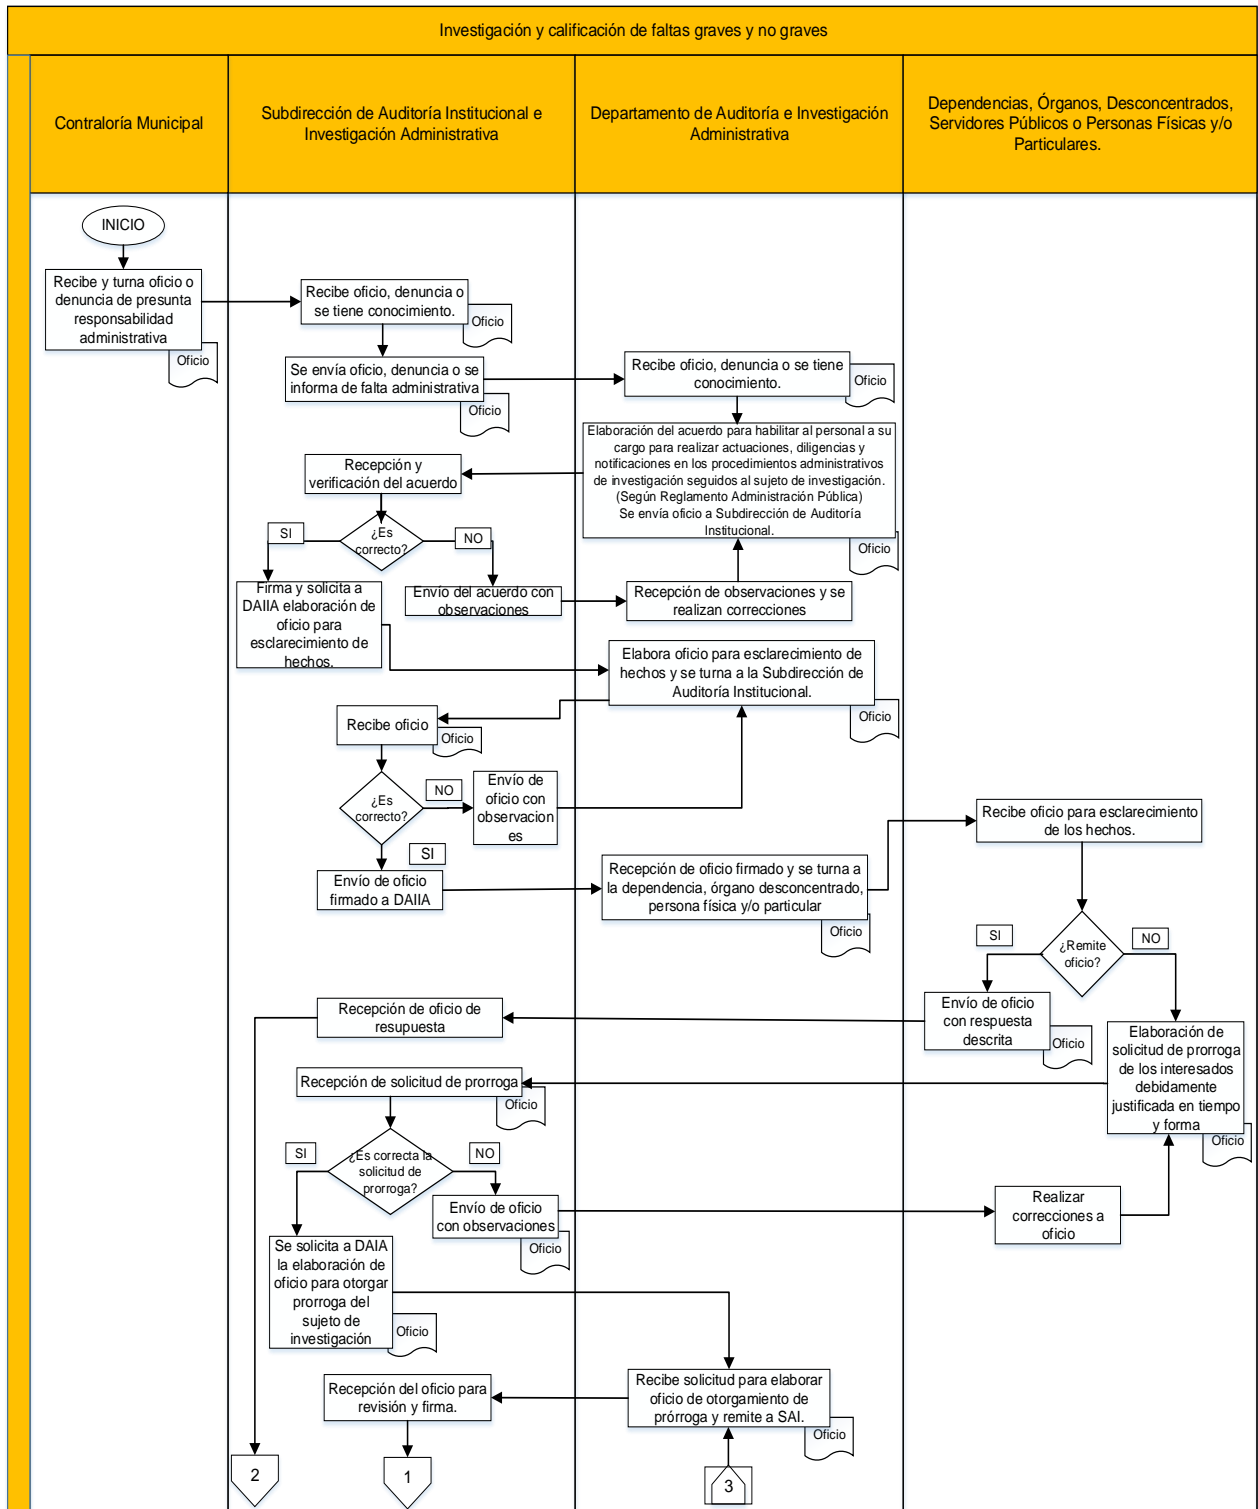 Investigación y calificación de faltas graves y no graves
Contraloría Municipal
Subdirección de Auditoría Institucional e
Investigación Administrativa
Departamento de Auditoría e Investigación
Administrativa
Dependencias, Órganos, Desconcentrados,
Servidores Públicos o Personas Físicas y/o
Particulares.
INICIO
Recibe y turna oficio o
denuncia de presunta
responsabilidad
administrativa
Oficio
Recibe oficio, denuncia o
se tiene conocimiento.
Oficio
Se envía oficio, denuncia o se
informa de falta administrativa
Oficio
Recibe oficio, denuncia o se tiene
conocimiento.
Oficio
Elaboración del acuerdo para habilitar al personal a su
cargo para realizar actuaciones, diligencias y
notificaciones en los procedimientos administrativos
de investigación seguidos al sujeto de investigación.
(Según Reglamento Administración Pública)
Se envía oficio a Subdirección de Auditoría
Institucional.
Oficio
Recepción y
verificación del acuerdo
¿Es
correcto?
SI
NO
Firma y solicita a
DAIIA elaboración de
oficio para
esclarecimiento de
hechos.
Envío del acuerdo con
observaciones
Recepción de observaciones y se
realizan correcciones
Elabora oficio para esclarecimiento de
hechos y se turna a la Subdirección de
Auditoría Institucional.
Oficio
Recibe oficio
Oficio
¿Es
correcto?
NO
SI
Envío de
oficio con
observacion
es
Envío de oficio
firmado a DAIIA
Recepción de oficio firmado y se turna a
la dependencia, órgano desconcentrado,
persona física y/o particular
Oficio
Recibe oficio para esclarecimiento
de los hechos.
¿Remite
oficio?
SI
NO
Envío de oficio
con respuesta
descrita
Oficio
Recepción de oficio de
resupuesta
Elaboración de
solicitud de prorroga
de los interesados
debidamente
justificada en tiempo
y forma
Oficio
Recepción de solicitud de prorroga
Oficio
¿Es correcta la
solicitud de
prorroga?
SI
NO
Envío de oficio
con observaciones
Oficio
Realizar
correcciones a
oficio
Se solicita a DAIA
la elaboración de
oficio para otorgar
prorroga del
sujeto de
investigación
Oficio
Recibe solicitud para elaborar
oficio de otorgamiento de
prórroga y remite a SAI.
Oficio
Recepción del oficio para
revisión y firma.
2
1
3